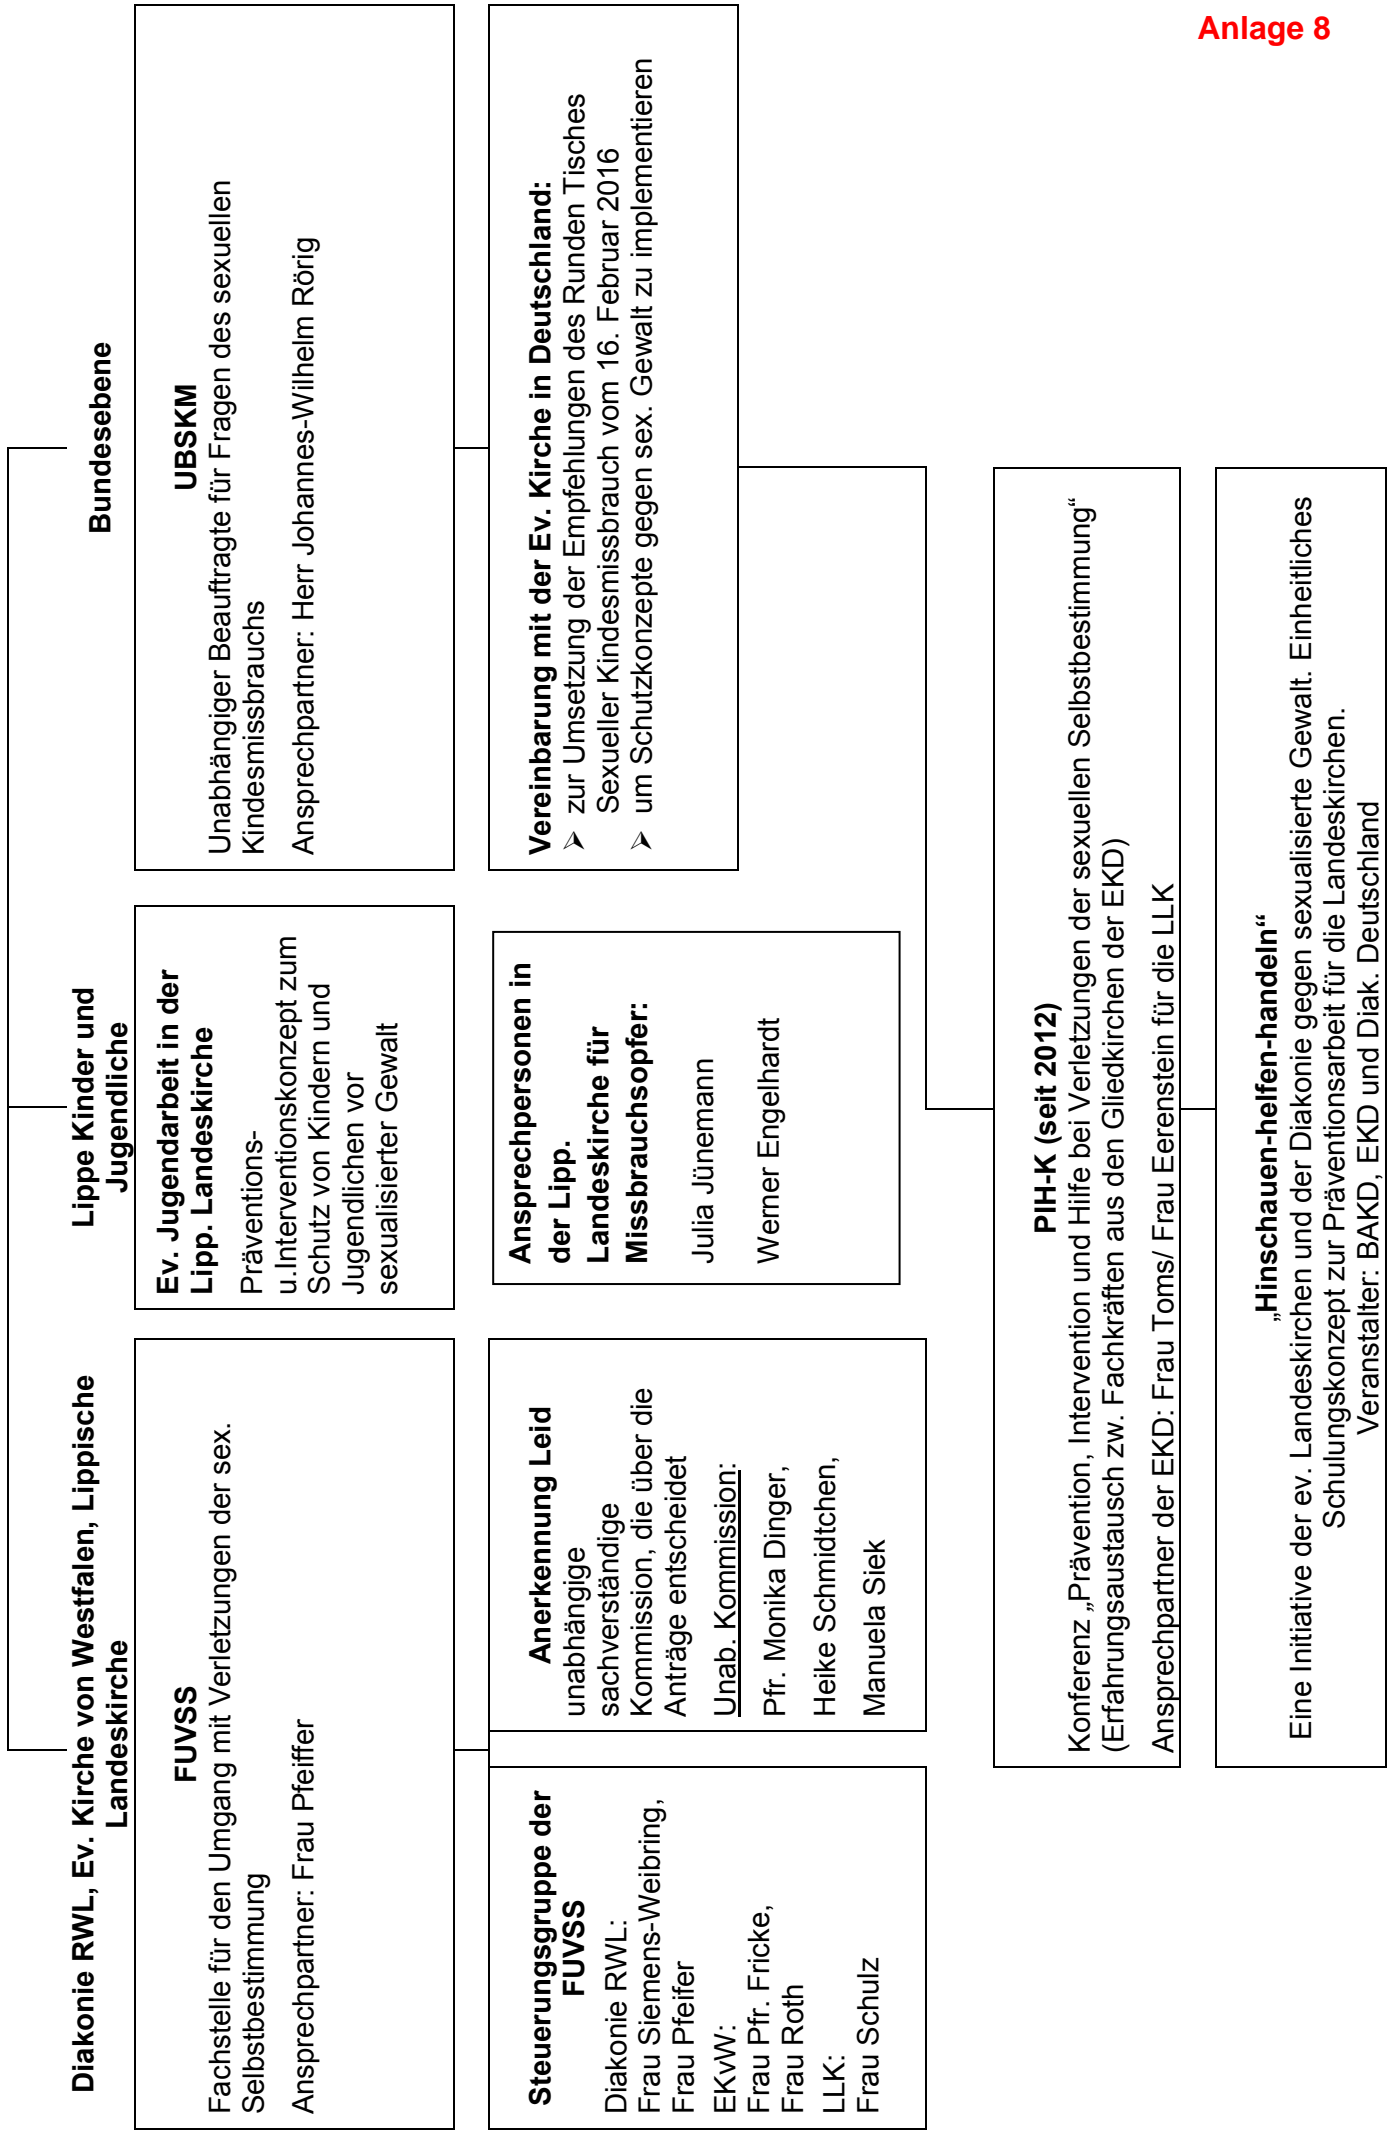 Anlage 8
Diakonie RWL, Ev. Kirche von Westfalen, Lippische
Landeskirche
FUVSS
Fachstelle für den Umgang mit Verletzungen der sex.
Selbstbestimmung
Ansprechpartner: Frau Pfeiffer
Steuerungsgruppe der
FUVSS
Diakonie RWL:
Frau Siemens-Weibring,
Frau Pfeifer
EKvW:
Frau Pfr. Fricke,
Frau Roth
LLK:
Frau Schulz
Anerkennung Leid
unabhängige
sachverständige
Kommission, die über die
Anträge entscheidet
Unab. Kommission:
Pfr. Monika Dinger,
Heike Schmidtchen,
Manuela Siek
Lippe Kinder und
Jugendliche
Ev. Jugendarbeit in der
Lipp. Landeskirche
Präventions-
u.Interventionskonzept zum
Schutz von Kindern und
Jugendlichen vor
sexualisierter Gewalt
Ansprechpersonen in
der Lipp.
Landeskirche für
Missbrauchsopfer:
Julia Jünemann
Werner Engelhardt
Bundesebene
UBSKM
Unabhängiger Beauftragte für Fragen des sexuellen
Kindesmissbrauchs
Ansprechpartner: Herr Johannes-Wilhelm Rörig
Vereinbarung mit der Ev. Kirche in Deutschland:
➢ zur Umsetzung der Empfehlungen des Runden Tisches
Sexueller Kindesmissbrauch vom 16. Februar 2016
➢ um Schutzkonzepte gegen sex. Gewalt zu implementieren
PIH-K (seit 2012)
Konferenz „Prävention, Intervention und Hilfe bei Verletzungen der sexuellen Selbstbestimmung“
(Erfahrungsaustausch zw. Fachkräften aus den Gliedkirchen der EKD)
Ansprechpartner der EKD: Frau Toms/ Frau Eerenstein für die LLK
„Hinschauen-helfen-handeln“
Eine Initiative der ev. Landeskirchen und der Diakonie gegen sexualisierte Gewalt. Einheitliches
Schulungskonzept zur Präventionsarbeit für die Landeskirchen.
Veranstalter: BAKD, EKD und Diak. Deutschland